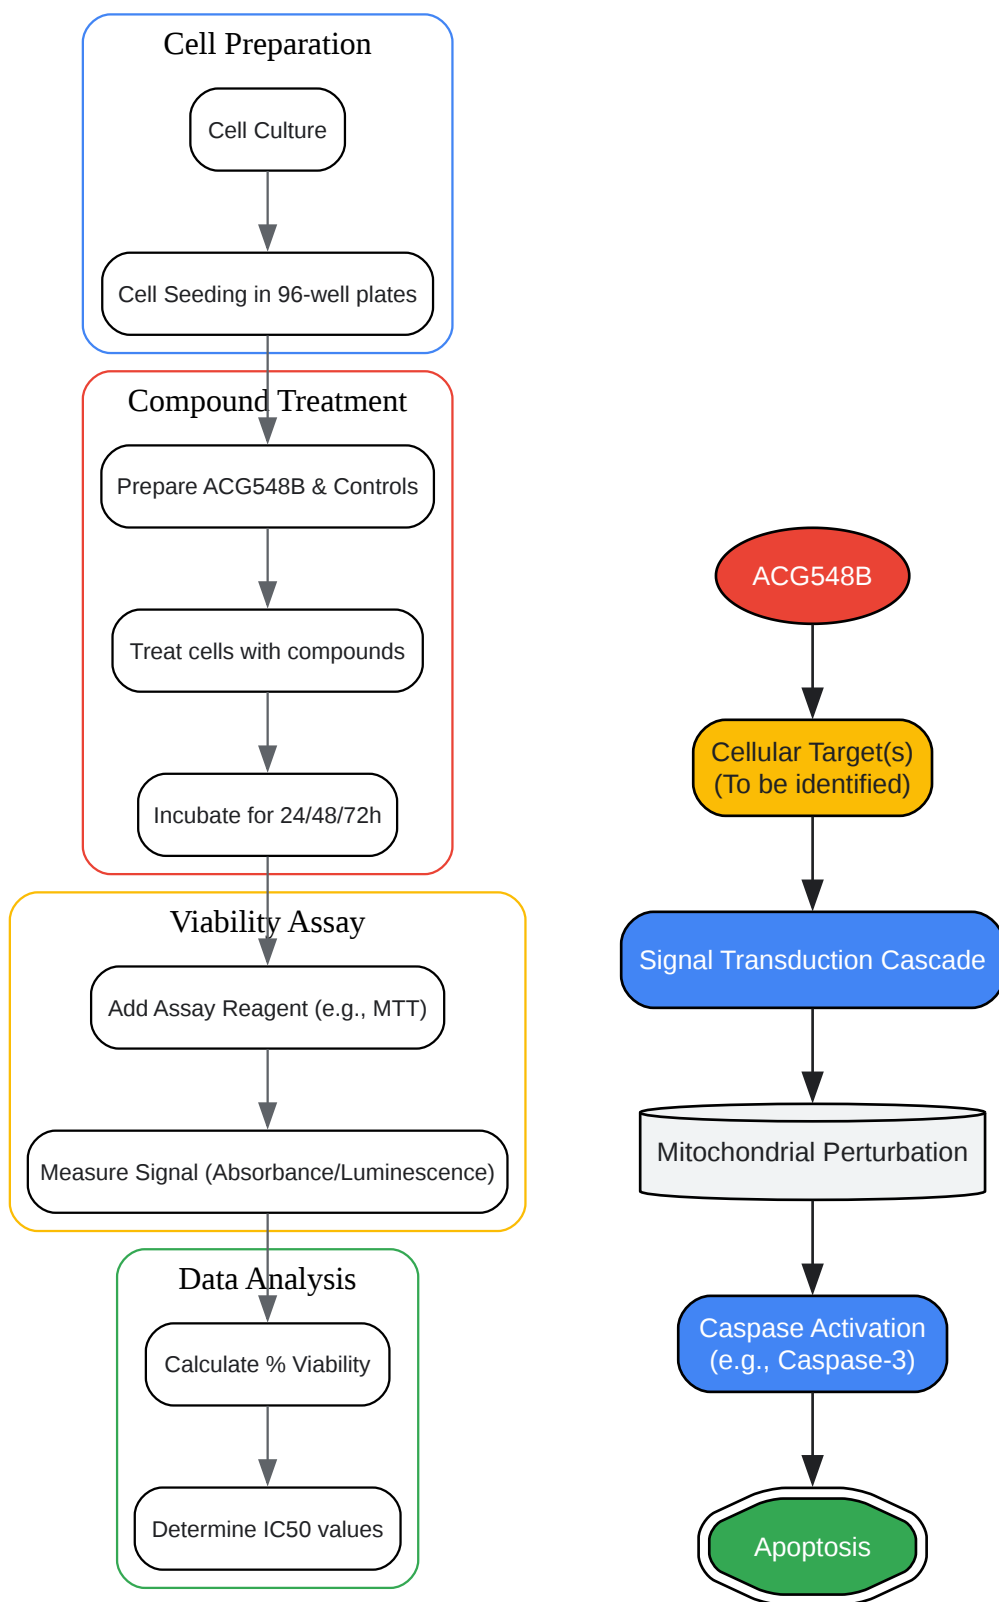 Cell Preparation
Cell Culture
Cell Seeding in 96-well plates
Compound Treatment
Prepare ACG548B & Controls
Treat cells with compounds
Incubate for 24/48/72h
Viability Assay
Add Assay Reagent (e.g., MTT)
Measure Signal (Absorbance/Luminescence)
Data Analysis
Calculate % Viability
Determine IC50 values
ACG548B
Cellular Target(s)
(To be identified)
Signal Transduction Cascade
Mitochondrial Perturbation
Caspase Activation
(e.g., Caspase-3)
Apoptosis